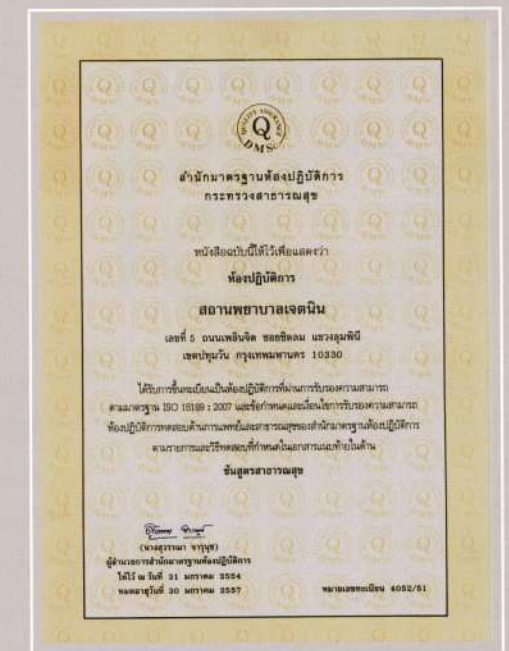 QUALITY ASSURANCE
Q
DMSc
สำนักมาตรฐานห้องปฏิบัติการ
กระทรวงสาธารณสุข
หนังสือฉบับนี้ให้ไว้เพื่อแสดงว่า
ห้องปฏิบัติการ
สถานพยาบาลเจตนิน
เลขที่ 5 ถนนเพลินจิต ซอยชิดลม แขวงลุมพินี
เขตปทุมวัน กรุงเทพมหานคร 10330
ได้รับการขึ้นทะเบียนเป็นห้องปฏิบัติการที่ผ่านการรับรองความสามารถ
ตามมาตรฐาน ISO 15189 : 2007 และข้อกำหนดและเงื่อนไขการรับรองความสามารถ
ห้องปฏิบัติการทดสอบด้านการแพทย์และสาธารณสุขของสำนักมาตรฐานห้องปฏิบัติการ
ตามรายการและวิธีทดสอบที่กำหนดในเอกสารแนบท้ายในด้าน
ชันสูตรสาธารณสุข
(นางสุวรรณา จารุนุช)
ผู้อำนวยการสำนักมาตรฐานห้องปฏิบัติการ
ให้ไว้ ณ วันที่ 31 มกราคม 2554
หมดอายุวันที่ 30 มกราคม 2557
หมายเลขทะเบียน 4052/51